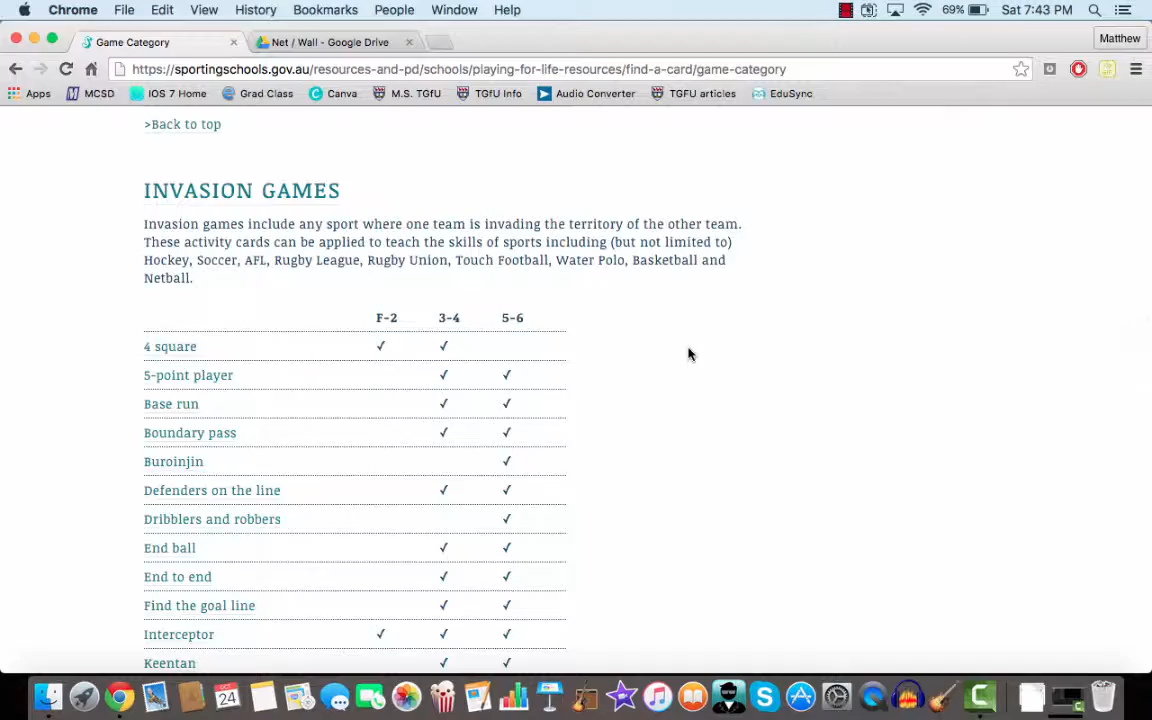 Chrome File Edit View History Bookmarks People Window Help 69% Sat 7:43 PM
Game Category Net / Wall - Google Drive Matthew
https://sportingschools.gov.au/resources-and-pd/schools/playing-for-life-resources/find-a-card/game-category
Apps MCSD IOS 7 Home Grad Class Canva M.S. TGfU TGfU Info Audio Converter TGFU articles EduSync
>Back to top
INVASION GAMES
Invasion games include any sport where one team is invading the territory of the other team.
These activity cards can be applied to teach the skills of sports including (but not limited to)
Hockey, Soccer, AFL, Rugby League, Rugby Union, Touch Football, Water Polo, Basketball and
Netball.
F-2 3-4 5-6
4 square ✓ ✓
5-point player ✓ ✓
Base run ✓ ✓
Boundary pass ✓ ✓
Buroinjin ✓
Defenders on the line ✓ ✓
Dribblers and robbers ✓
End ball ✓ ✓
End to end ✓ ✓
Find the goal line ✓ ✓
Interceptor ✓ ✓ ✓
Keentan ✓ ✓
OCT
24